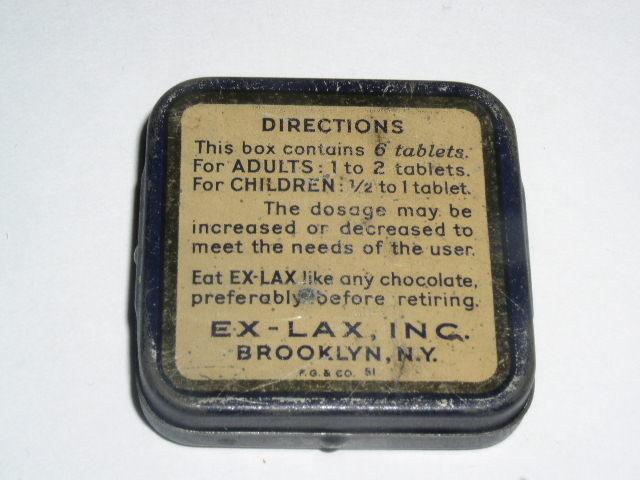 DIRECTIONS
This box contains 6 tablets.
For ADULTS: 1 to 2 tablets.
For CHILDREN: 1/2 to 1 tablet.
The dosage may be
increased or decreased to
meet the needs of the user.
Eat EX-LAX like any chocolate,
preferably before retiring.
EX-LAX, INC.
BROOKLYN, N.Y.
F. G. & CO. 51